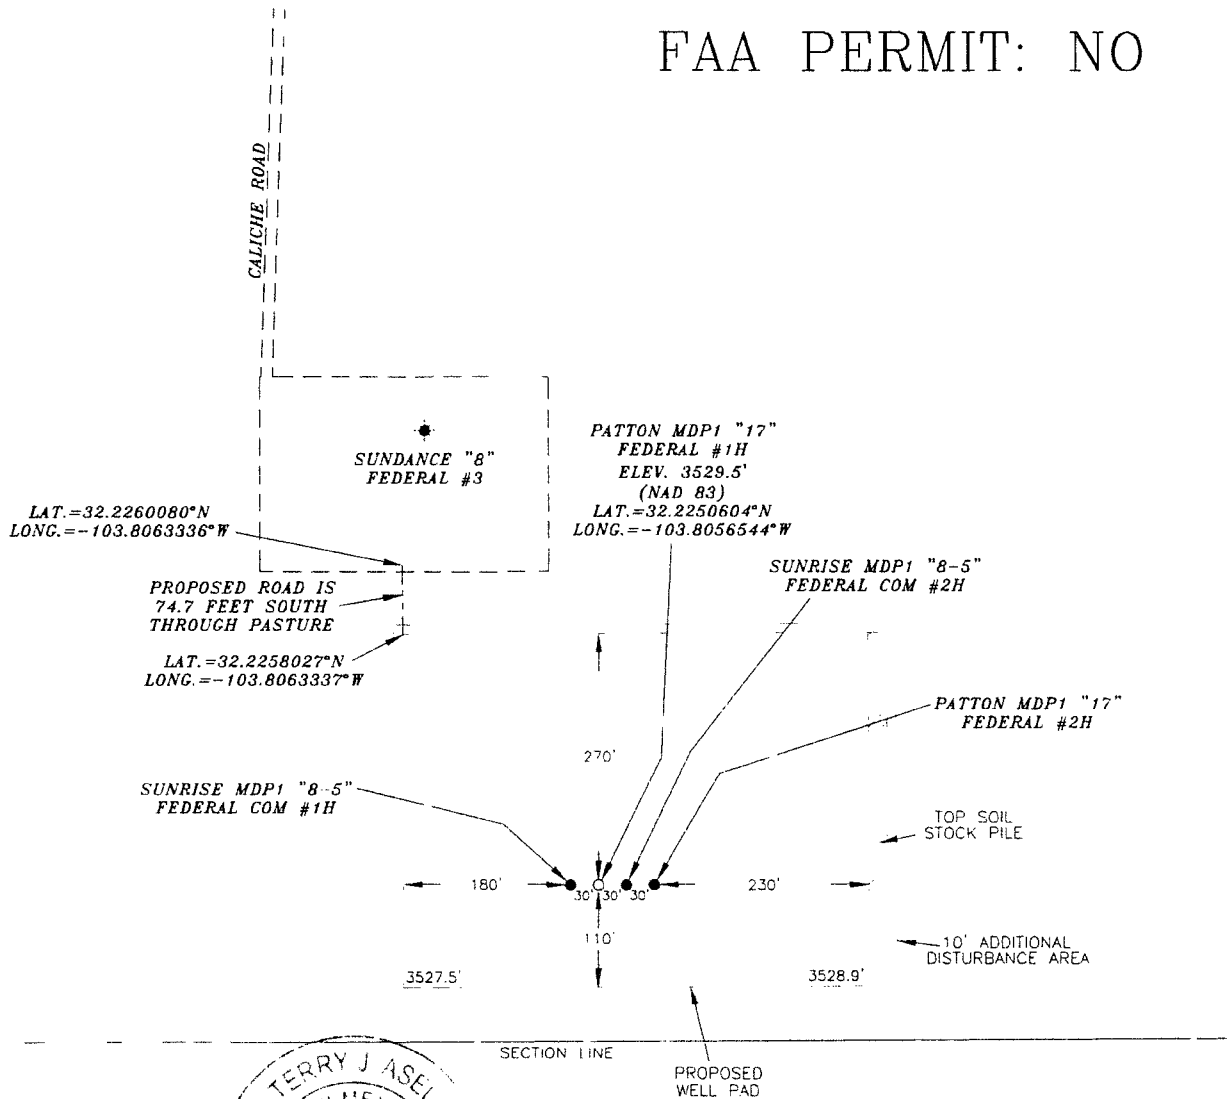 FAA PERMIT: NO
CALICHE ROAD
SUNDANCE "8"
FEDERAL #3
PATTON MDP1 "17"
FEDERAL #1H
ELEV. 3529.5'
(NAD 83)
LAT.=32.2250604°N
LONG.=-103.8056544°W
LAT.=32.2260080°N
LONG.=-103.8063336°W
SUNRISE MDP1 "8-5"
FEDERAL COM #2H
PROPOSED ROAD IS
74.7 FEET SOUTH
THROUGH PASTURE
LAT.=32.2258027°N
LONG.=-103.8063337°W
PATTON MDP1 "17"
FEDERAL #2H
270'
SUNRISE MDP1 "8-5"
FEDERAL COM #1H
TOP SOIL
STOCK PILE
180'
30' 30' 30'
230'
110'
10' ADDITIONAL
DISTURBANCE AREA
3527.5'
3528.9'
SECTION LINE
PROPOSED
WELL PAD
TERRY J